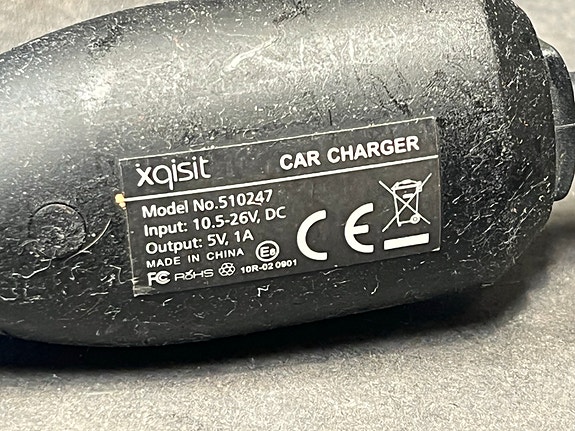 xqisit CAR CHARGER
Model No.510247
Input: 10.5-26V, DC
Output: 5V, 1A
MADE IN CHINA
CE
FC RoHS 10R-02 0901